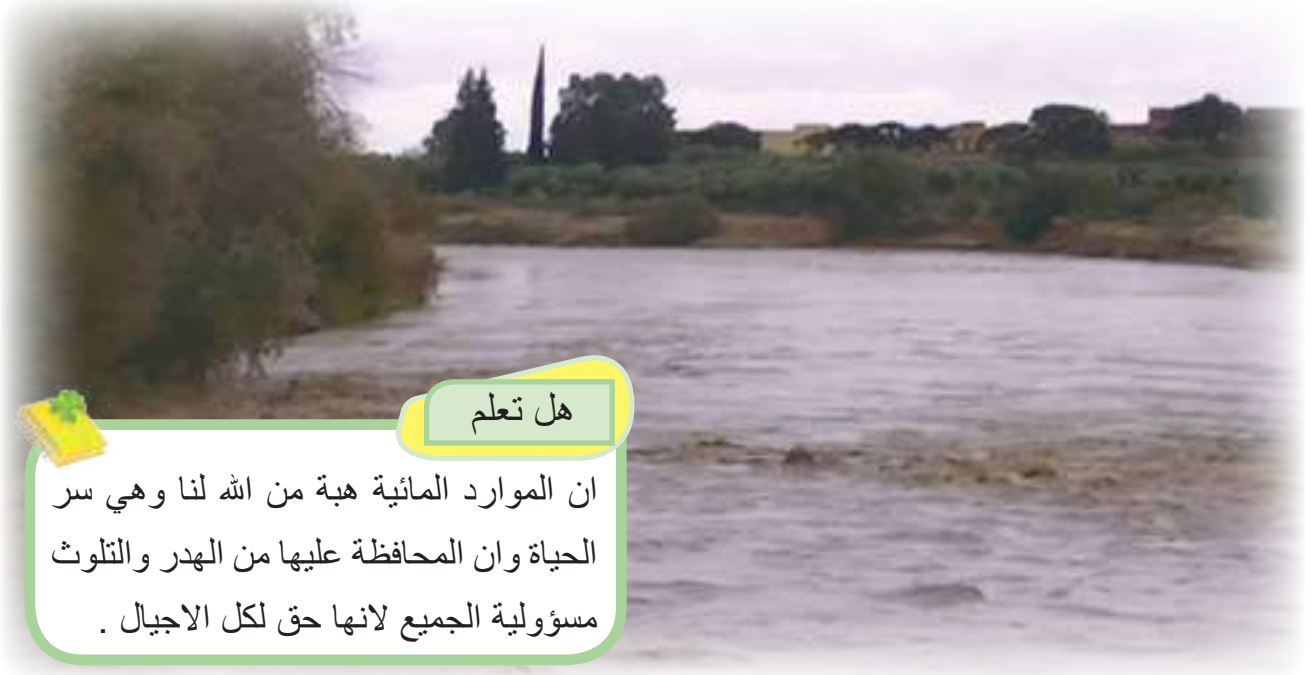 هل تعلم
ان الموارد المائية هبة من الله لنا وهي سر
الحياة وان المحافظة عليها من الهدر والتلوث
مسؤولية الجميع لانها حق لكل الاجيال .